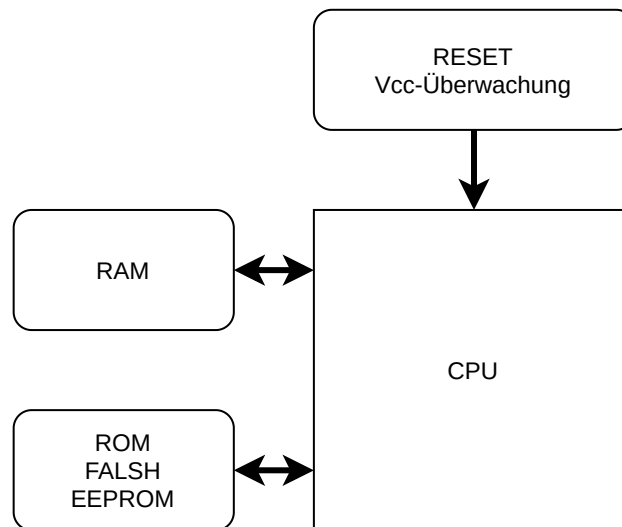 RESET
Vcc-Überwachung
RAM
CPU
ROM
FALSH
EEPROM